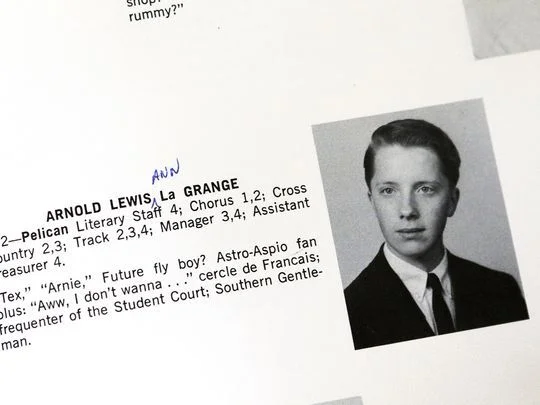 shop?
rummy?"
ANN
ARNOLD LEWIS La GRANGE
2—Pelican Literary Staff 4; Chorus 1,2; Cross
ountry 2,3; Track 2,3,4; Manager 3,4; Assistant
reasurer 4.
Tex," "Arnie," Future fly boy? Astro-Aspio fan
plus: "Aww, I don't wanna . . ." cercle de Francais;
frequenter of the Student Court; Southern Gentle-
man.